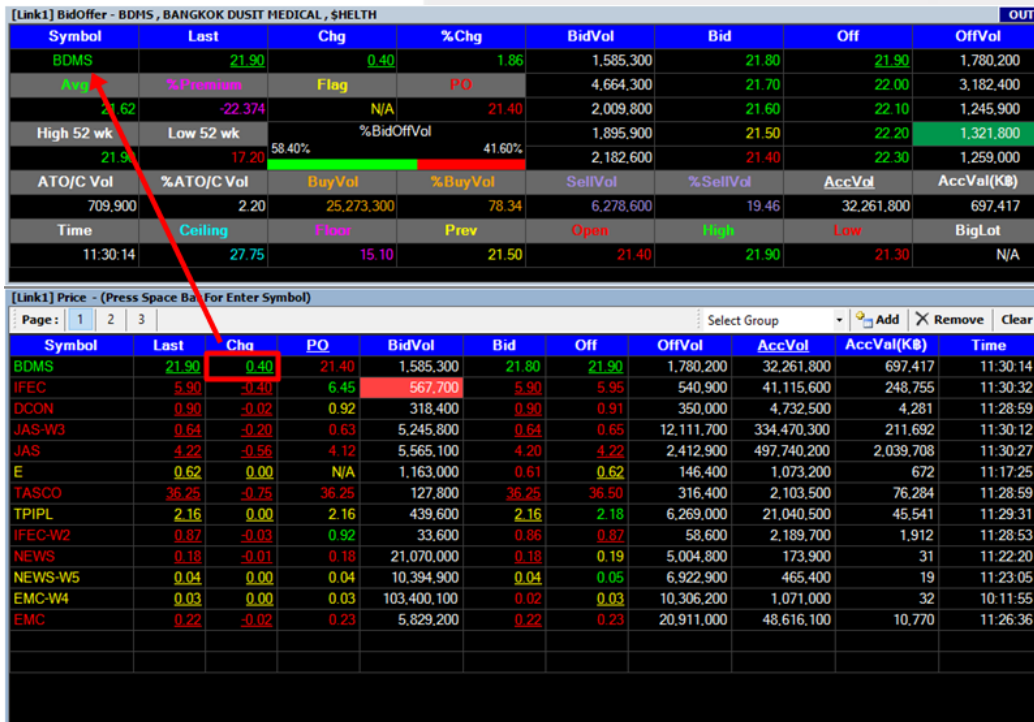 [Link1] BidOffer - BDMS , BANGKOK DUSIT MEDICAL , $HELTH OUT
Symbol Last Chg %Chg BidVol Bid Off OffVol
BDMS 21.90 0.40 1.86 1,585,300 21.80 21.90 1,780,200
Avg %Premium Flag PO 4,664,300 21.70 22.00 3,182,400
21.62 -22.374 N/A 21.40 2,009,800 21.60 22.10 1,245,900
High 52 wk Low 52 wk %BidOffVol 1,895,900 21.50 22.20 1,321,800
21.90 17.20 58.40% 41.60% 2,182,600 21.40 22.30 1,259,000
ATO/C Vol %ATO/C Vol BuyVol %BuyVol SellVol %SellVol AccVol AccVal(K฿)
709,900 2.20 25,273,300 78.34 6,278,600 19.46 32,261,800 697,417
Time Ceiling Floor Prev Open High Low BigLot
11:30:14 27.75 15.10 21.50 21.40 21.90 21.30 N/A
[Link1] Price - (Press Space Bar For Enter Symbol)
Page : 1 2 3 Select Group Add Remove Clear
Symbol Last Chg PO BidVol Bid Off OffVol AccVol AccVal(K฿) Time
BDMS 21.90 0.40 21.40 1,585,300 21.80 21.90 1,780,200 32,261,800 697,417 11:30:14
IFEC 5.90 -0.40 6.45 567,700 5.90 5.95 540,900 41,115,600 248,755 11:30:32
DCON 0.90 -0.02 0.92 318,400 0.90 0.91 350,000 4,732,500 4,281 11:28:59
JAS-W3 0.64 -0.20 0.63 5,245,800 0.64 0.65 12,111,700 334,470,300 211,692 11:30:12
JAS 4.22 -0.56 4.12 5,565,100 4.20 4.22 2,412,900 497,740,200 2,039,708 11:30:27
E 0.62 0.00 N/A 1,163,000 0.61 0.62 146,400 1,073,200 672 11:17:25
TASCO 36.25 -0.75 36.25 127,800 36.25 36.50 316,400 2,103,500 76,284 11:28:59
TPIPL 2.16 0.00 2.16 439,600 2.16 2.18 6,269,000 21,040,500 45,541 11:29:31
IFEC-W2 0.87 -0.03 0.92 33,600 0.86 0.87 58,600 2,189,700 1,912 11:28:53
NEWS 0.18 -0.01 0.18 21,070,000 0.18 0.19 5,004,800 173,900 31 11:22:20
NEWS-W5 0.04 0.00 0.04 10,394,900 0.04 0.05 6,922,900 465,400 19 11:23:05
EMC-W4 0.03 0.00 0.03 103,400,100 0.02 0.03 10,306,200 1,071,000 32 10:11:55
EMC 0.22 -0.02 0.23 5,829,200 0.22 0.23 20,911,000 48,616,100 10,770 11:26:36